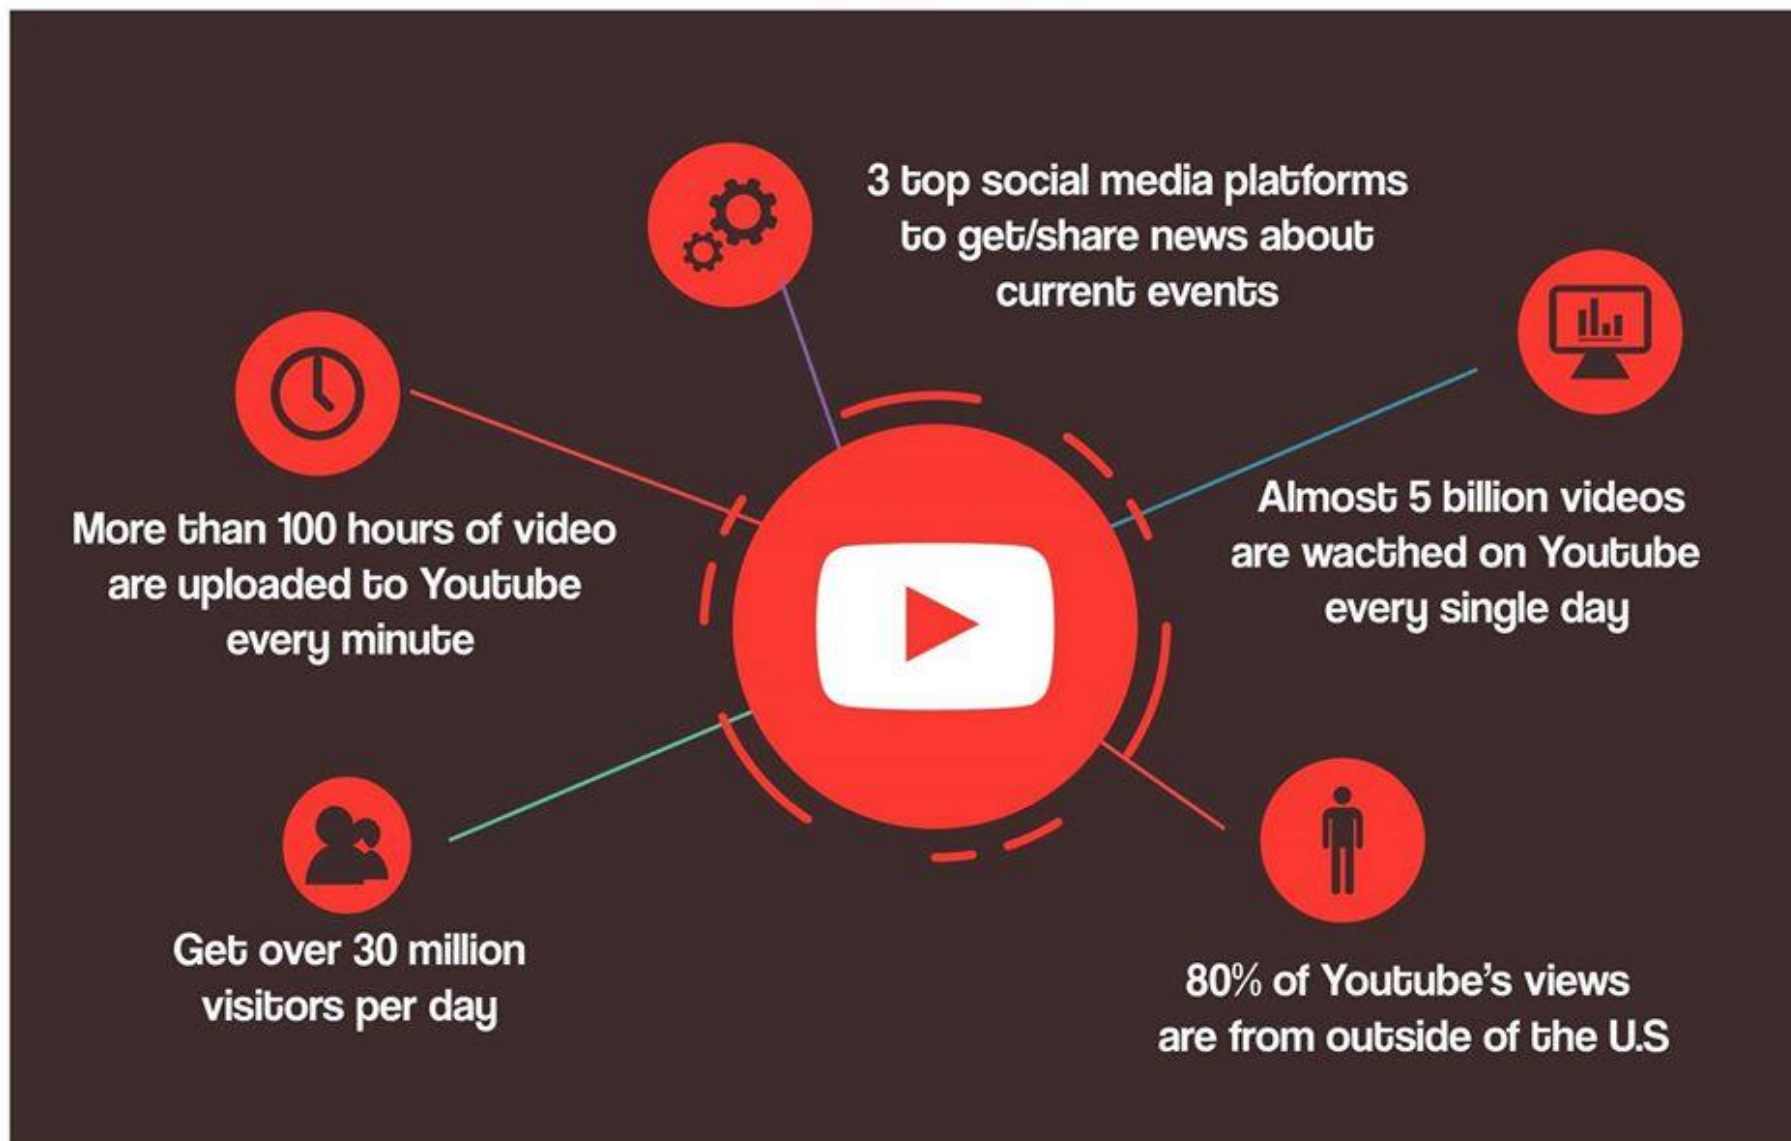 3 top social media platforms
to get/share news about
current events
More than 100 hours of video
are uploaded to Youtube
every minute
Almost 5 billion videos
are wacthed on Youtube
every single day
Get over 30 million
visitors per day
80% of Youtube's views
are from outside of the U.S